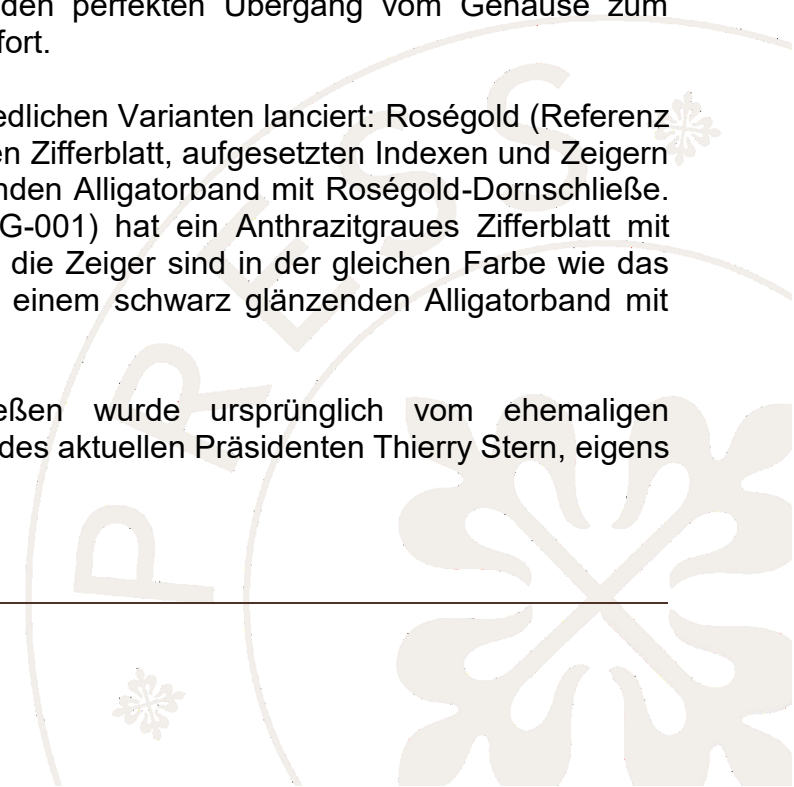 den perfekten Übergang vom Gehäuse zum
fort.
edlichen Varianten lanciert: Roségold (Referenz
en Zifferblatt, aufgesetzten Indexen und Zeigern
nden Alligatorband mit Roségold-Dornschließe.
G-001) hat ein Anthrazitgraues Zifferblatt mit
die Zeiger sind in der gleichen Farbe wie das
einem schwarz glänzenden Alligatorband mit
eßen wurde ursprünglich vom ehemaligen
des aktuellen Präsidenten Thierry Stern, eigens
PRESS